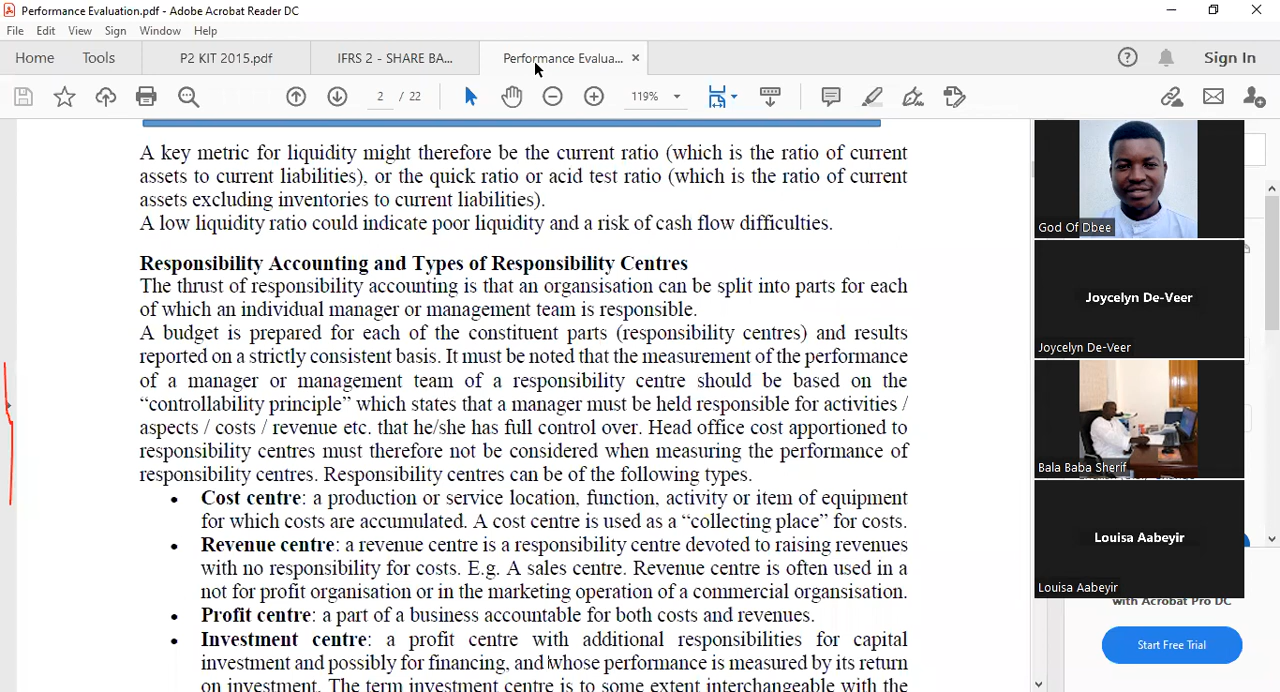 Performance Evaluation.pdf - Adobe Acrobat Reader DC
File Edit View Sign Window Help
Home Tools P2 KIT 2015.pdf IFRS 2 - SHARE BA... Performance Evalua... Sign In
2 / 22 119%
A key metric for liquidity might therefore be the current ratio (which is the ratio of current
assets to current liabilities), or the quick ratio or acid test ratio (which is the ratio of current
assets excluding inventories to current liabilities).
A low liquidity ratio could indicate poor liquidity and a risk of cash flow difficulties.
Responsibility Accounting and Types of Responsibility Centres
The thrust of responsibility accounting is that an organisation can be split into parts for each
of which an individual manager or management team is responsible.
A budget is prepared for each of the constituent parts (responsibility centres) and results
reported on a strictly consistent basis. It must be noted that the measurement of the performance
of a manager or management team of a responsibility centre should be based on the
“controllability principle” which states that a manager must be held responsible for activities /
aspects / costs / revenue etc. that he/she has full control over. Head office cost apportioned to
responsibility centres must therefore not be considered when measuring the performance of
responsibility centres. Responsibility centres can be of the following types.
• Cost centre: a production or service location, function, activity or item of equipment
for which costs are accumulated. A cost centre is used as a “collecting place” for costs.
• Revenue centre: a revenue centre is a responsibility centre devoted to raising revenues
with no responsibility for costs. E.g. A sales centre. Revenue centre is often used in a
not for profit organisation or in the marketing operation of a commercial organisation.
• Profit centre: a part of a business accountable for both costs and revenues.
• Investment centre: a profit centre with additional responsibilities for capital
investment and possibly for financing, and whose performance is measured by its return
on investment. The term investment centre is to some extent interchangeable with the
God Of Dbee
Joycelyn De-Veer
Joycelyn De-Veer
Bala Baba Sherif
Louisa Aabeyir
Louisa Aabeyir
with Acrobat Pro DC
Start Free Trial